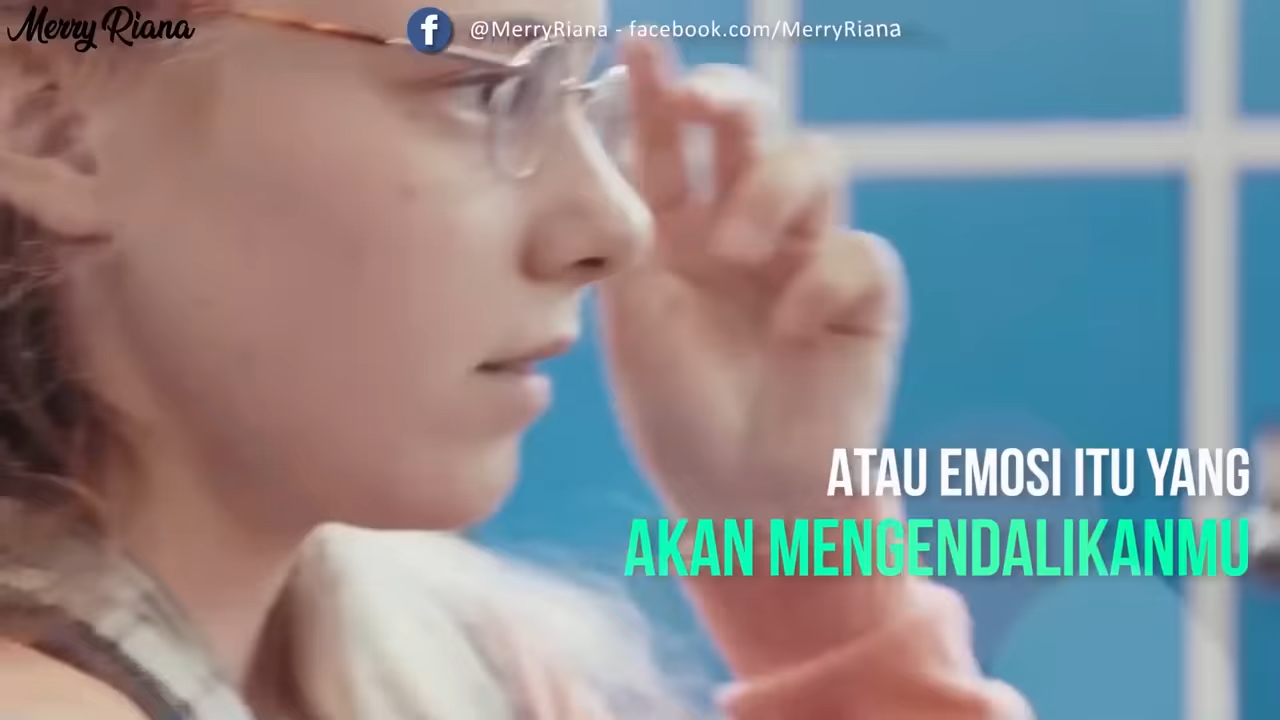 Merry Riana
f @MerryRiana - facebook.com/MerryRiana
ATAU EMOSI ITU YANG
AKAN MENGENDALIKANMU